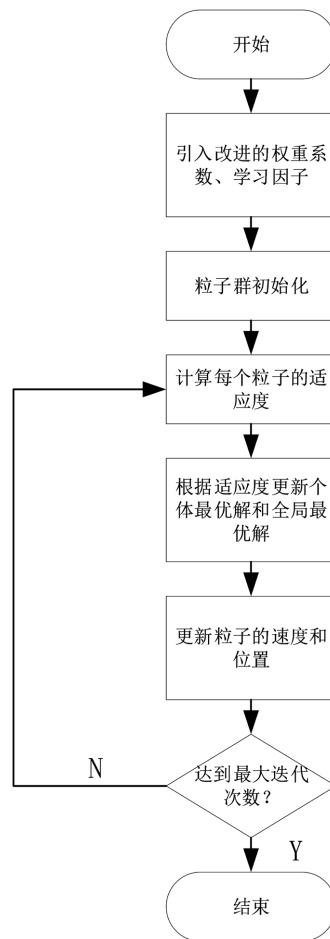 开始
引入改进的权重系
数、学习因子
粒子群初始化
计算每个粒子的适
应度
根据适应度更新个
体最优解和全局最
优解
更新粒子的速度和
位置
达到最大迭代
次数？
N
Y
结束